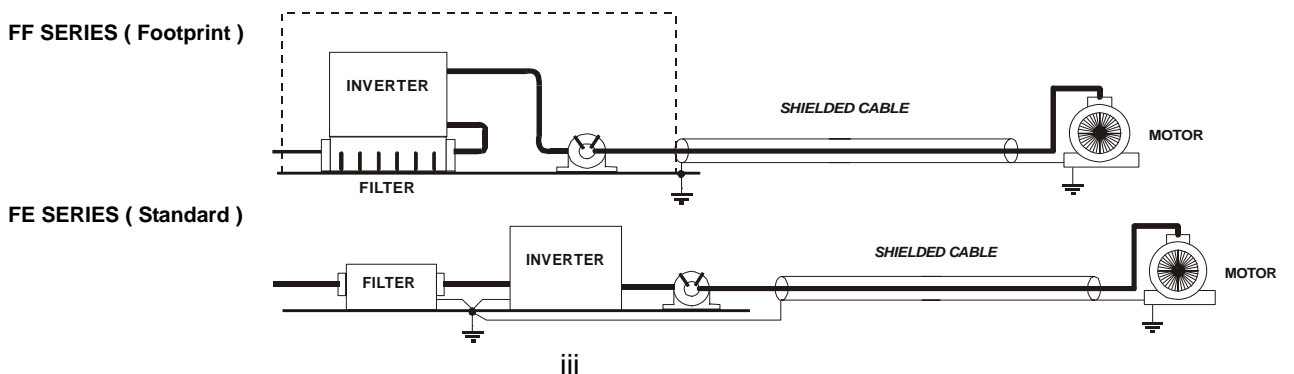 FF SERIES ( Footprint )
INVERTER
SHIELDED CABLE
MOTOR
FILTER
FE SERIES ( Standard )
FILTER
INVERTER
SHIELDED CABLE
MOTOR
iii